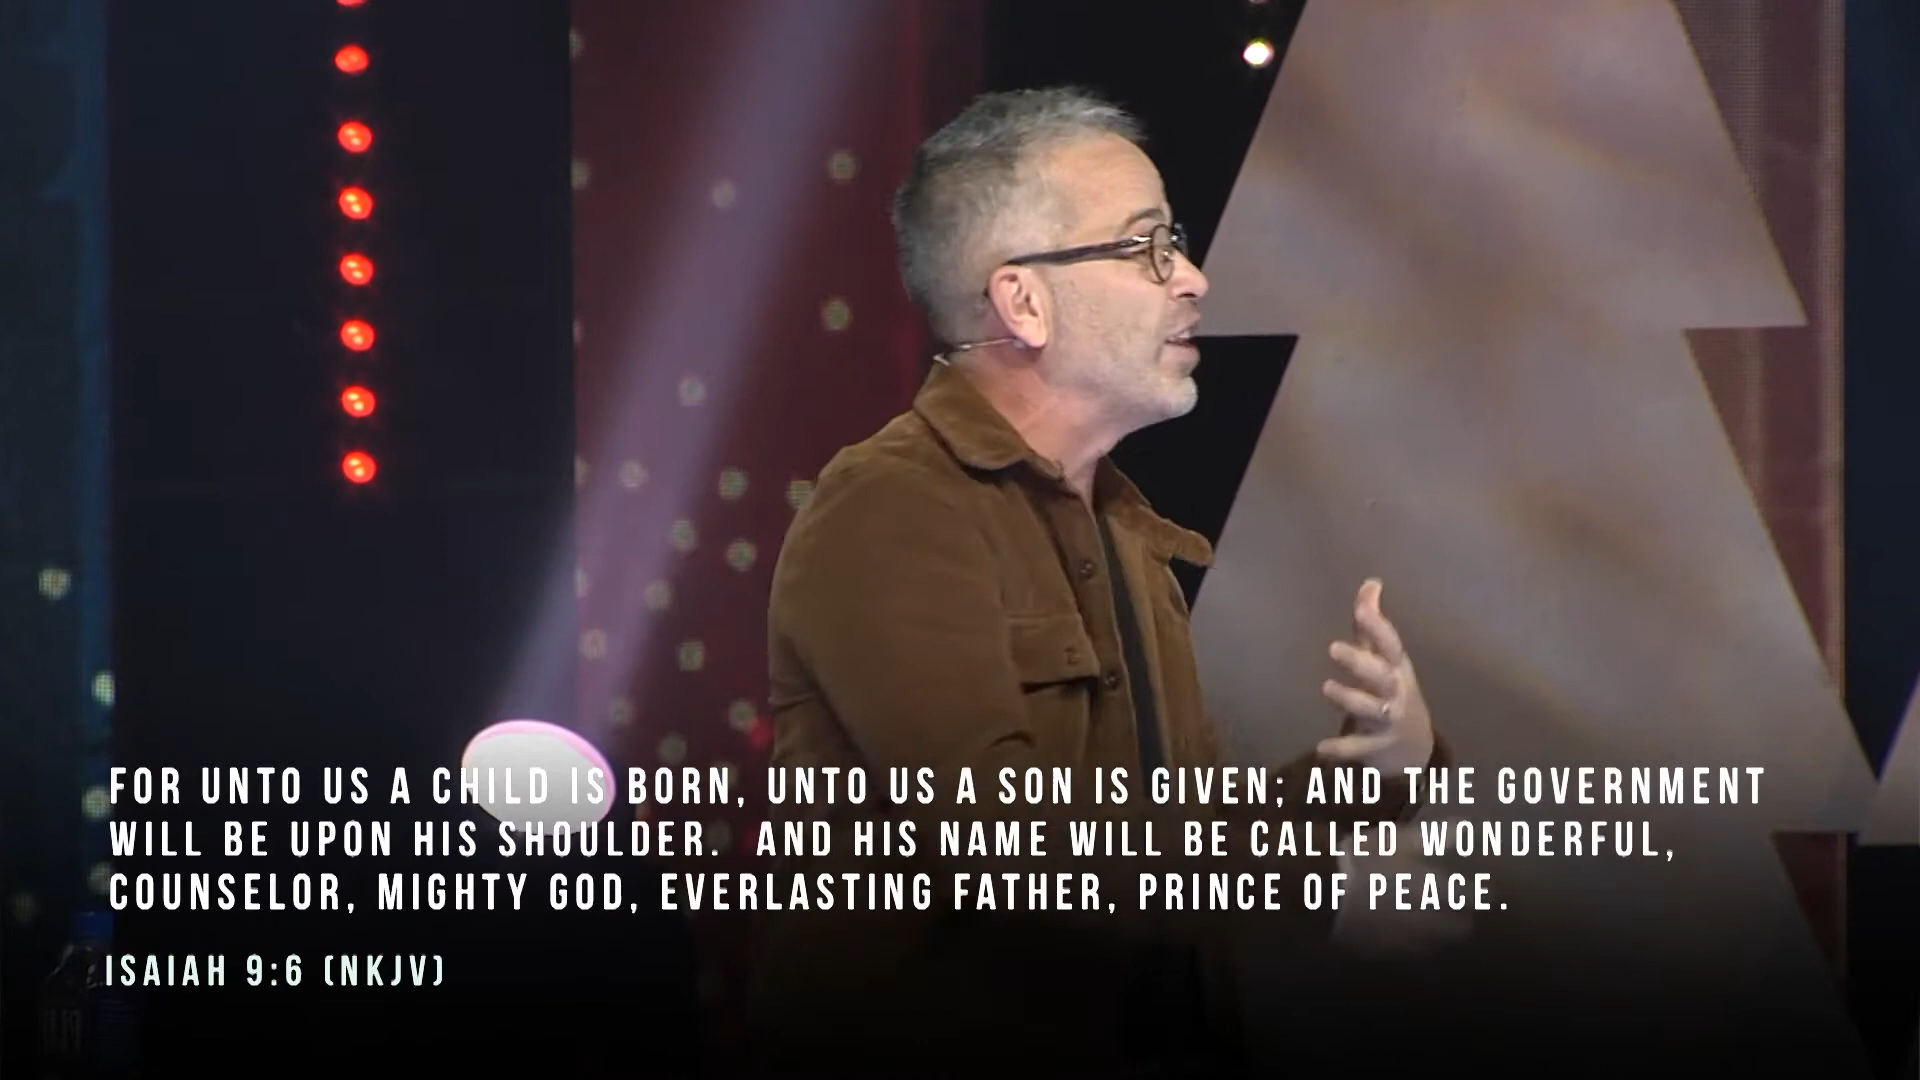 FOR UNTO US A CHILD IS BORN, UNTO US A SON IS GIVEN; AND THE GOVERNMENT
WILL BE UPON HIS SHOULDER.  AND HIS NAME WILL BE CALLED WONDERFUL,
COUNSELOR, MIGHTY GOD, EVERLASTING FATHER, PRINCE OF PEACE.
ISAIAH 9:6 (NKJV)